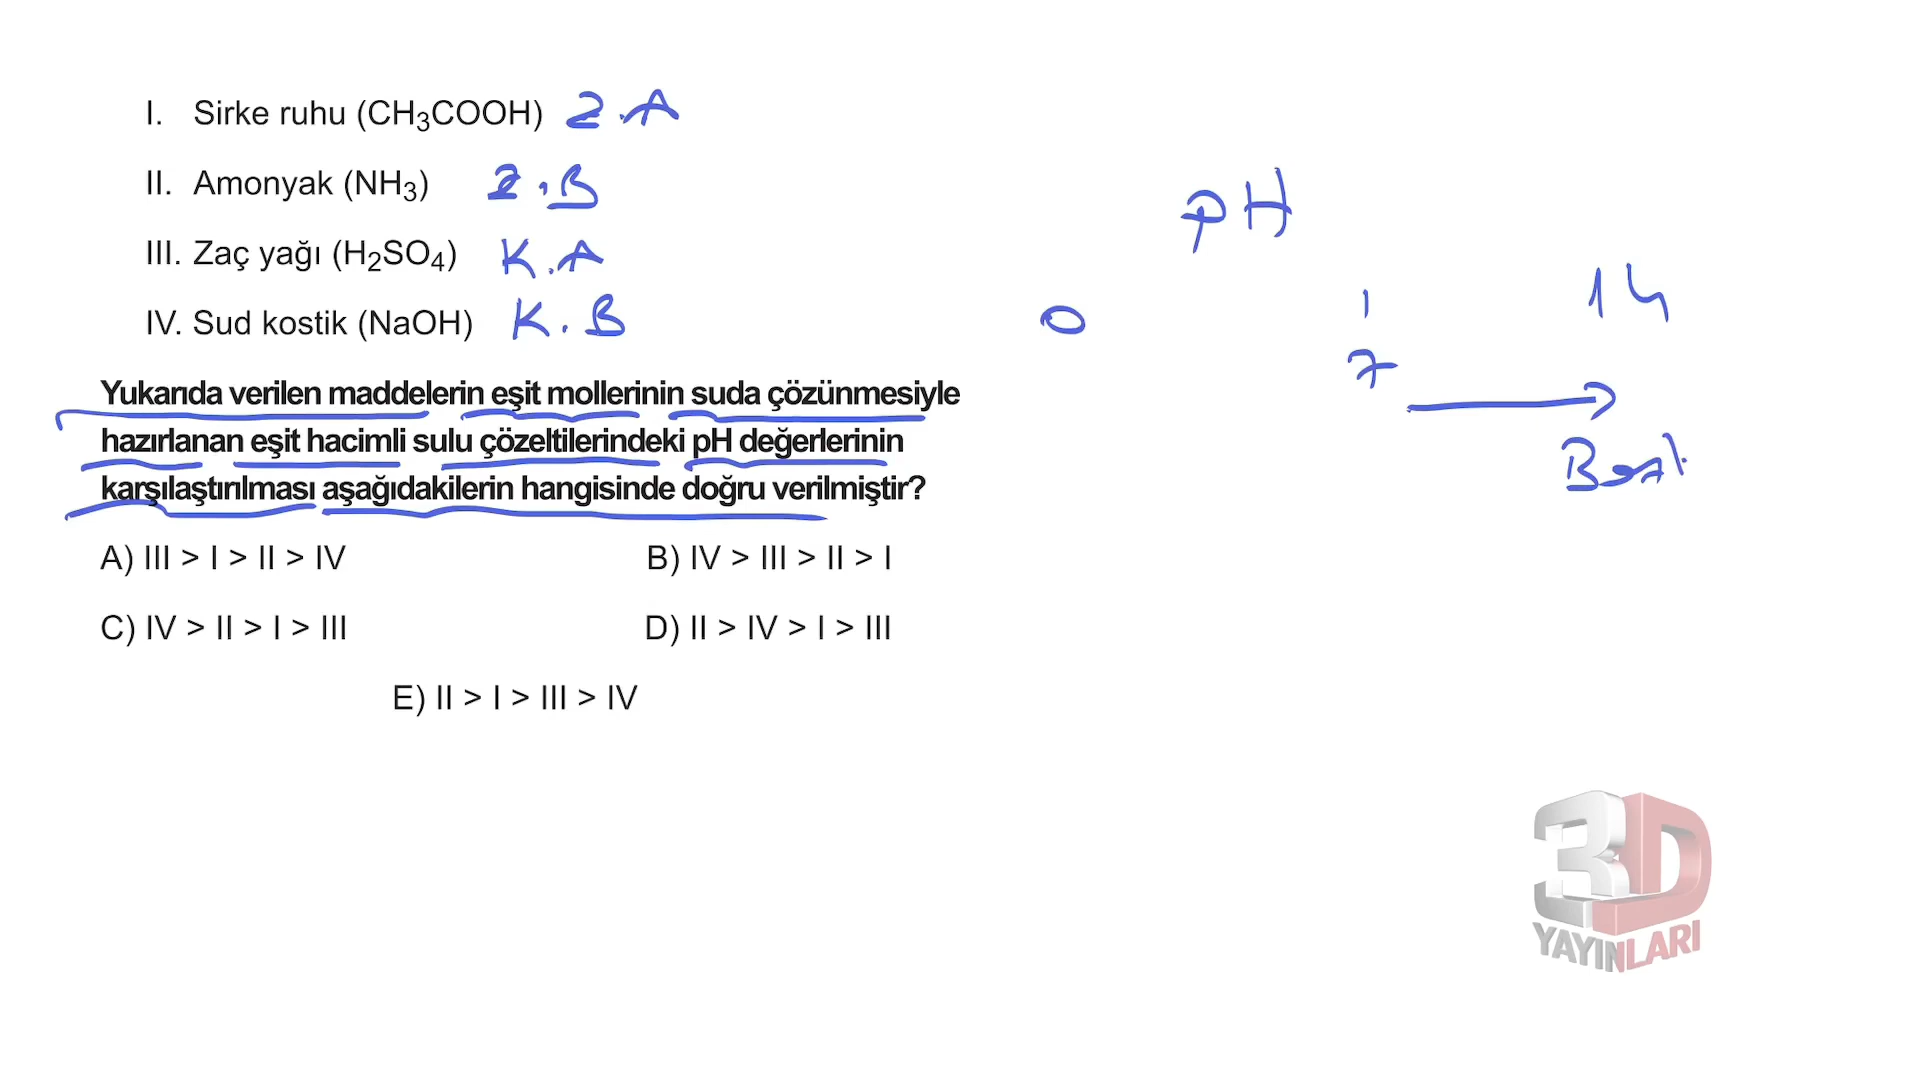 I. Sirke ruhu (CH₃COOH) Z.A
II. Amonyak (NH₃) Z.B
III. Zaç yağı (H₂SO₄) K.A
IV. Sud kostik (NaOH) K.B
Yukarıda verilen maddelerin eşit mollerinin suda çözünmesiyle
hazırlanan eşit hacimli sulu çözeltilerindeki pH değerlerinin
karşılaştırılması aşağıdakilerin hangisinde doğru verilmiştir?
A) III > I > II > IV
B) IV > III > II > I
C) IV > II > I > III
D) II > IV > I > III
E) II > I > III > IV
pH
0
7
14
3D
YAYINLARI